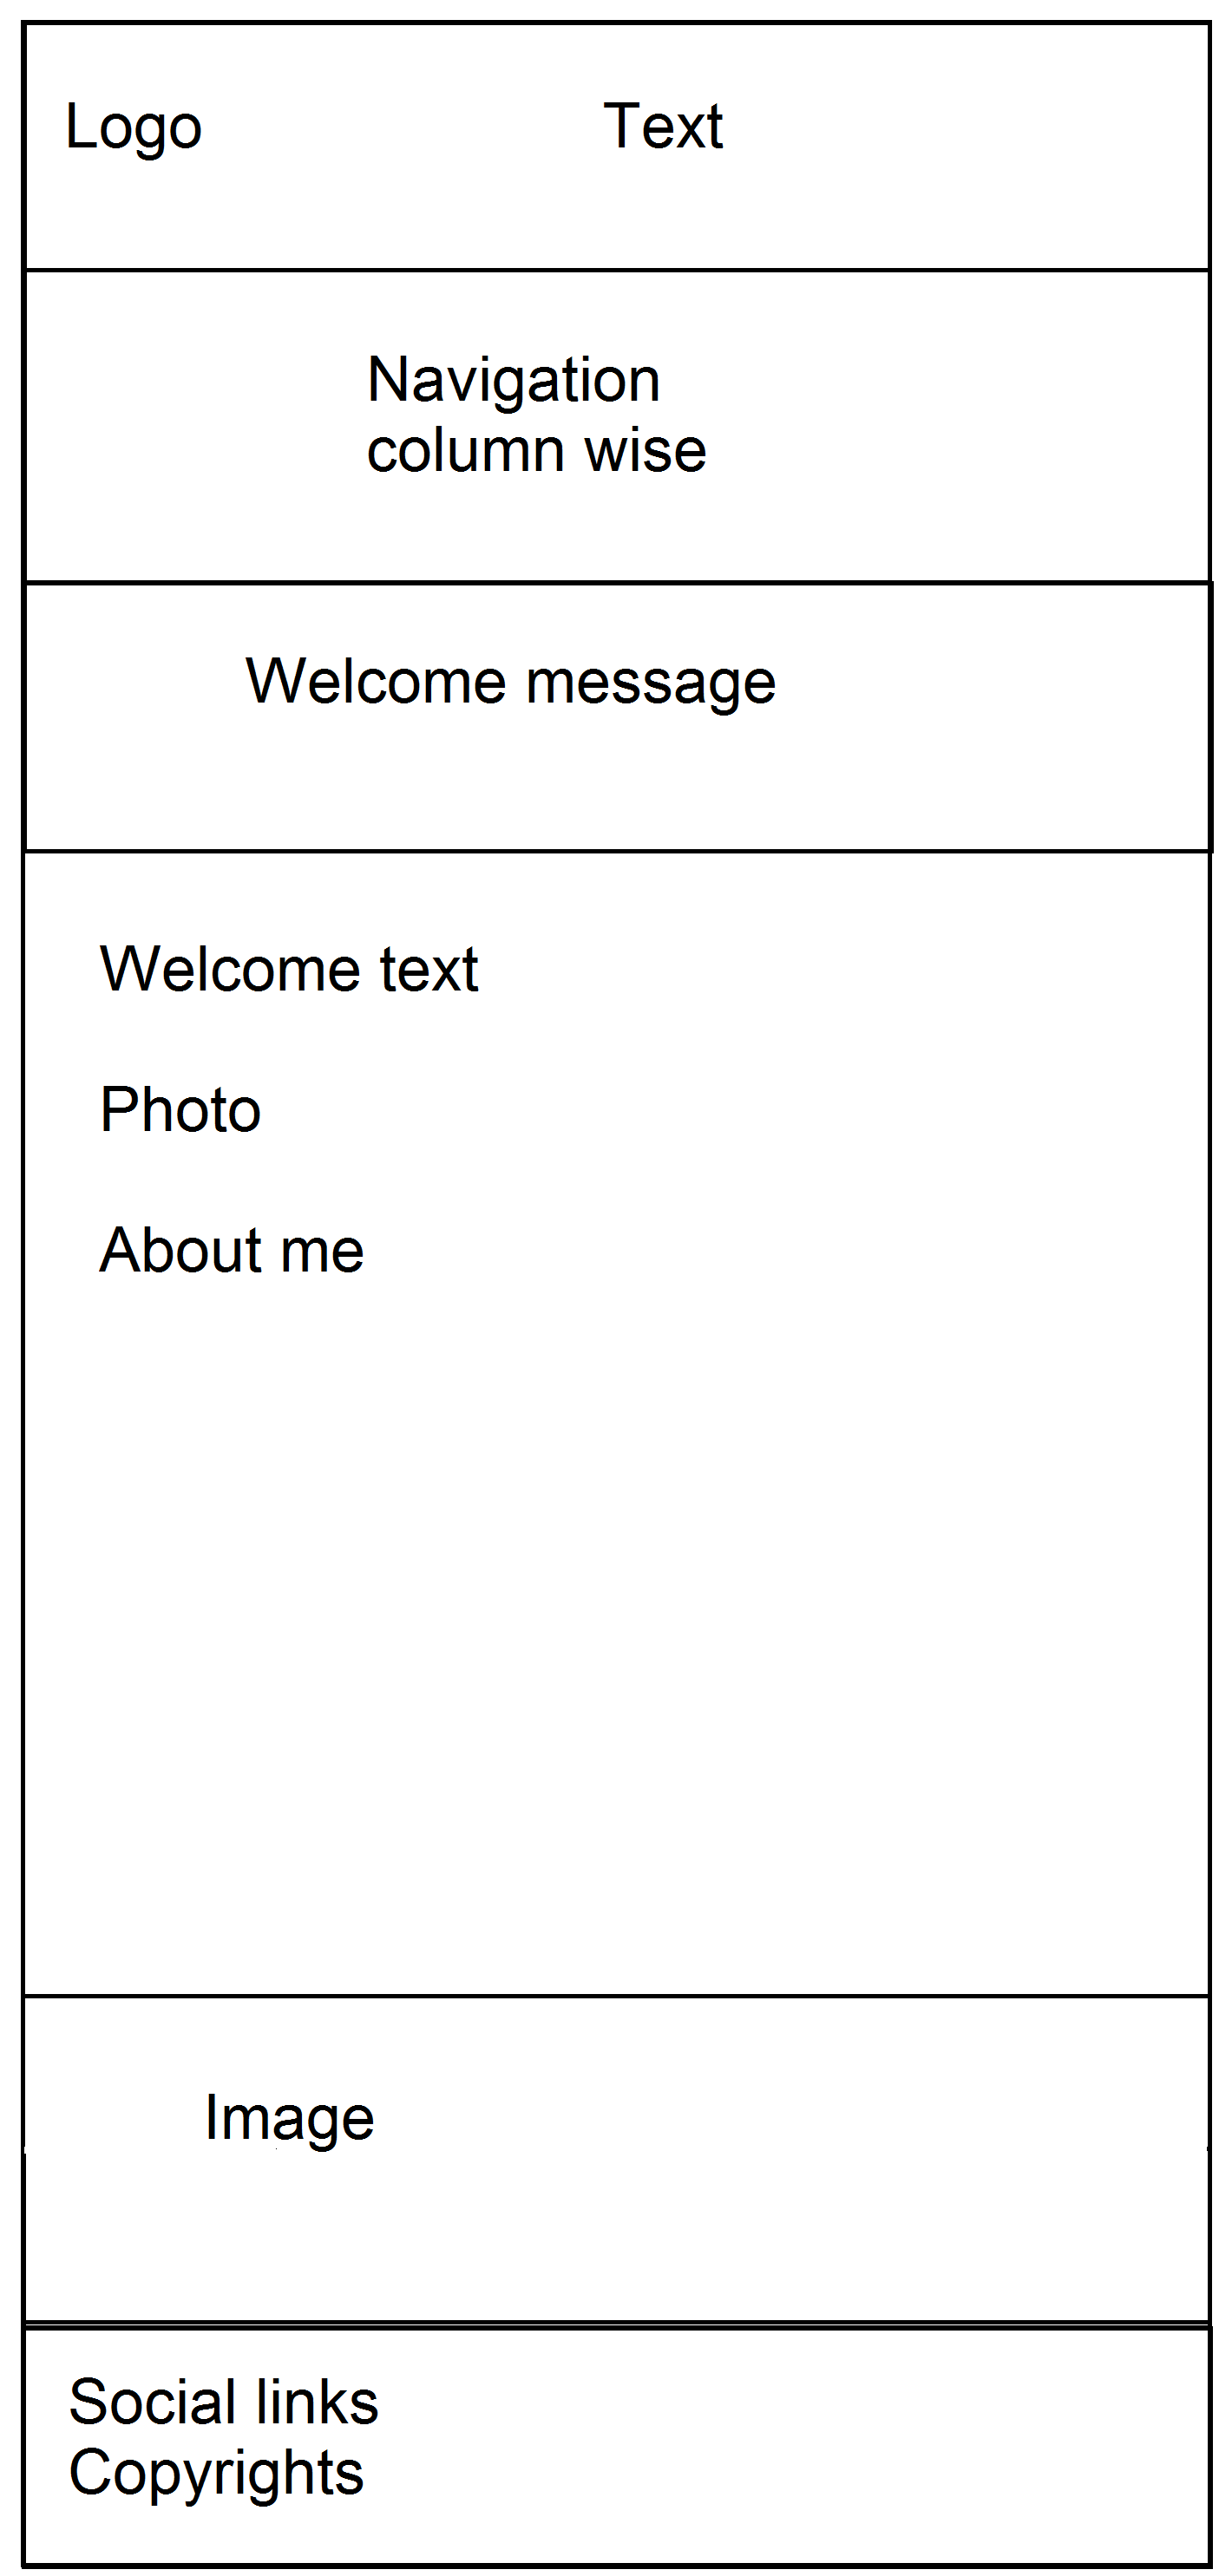 Logo Text
Navigation
column wise
Welcome message
Welcome text
Photo
About me
Image
Social links
Copyrights